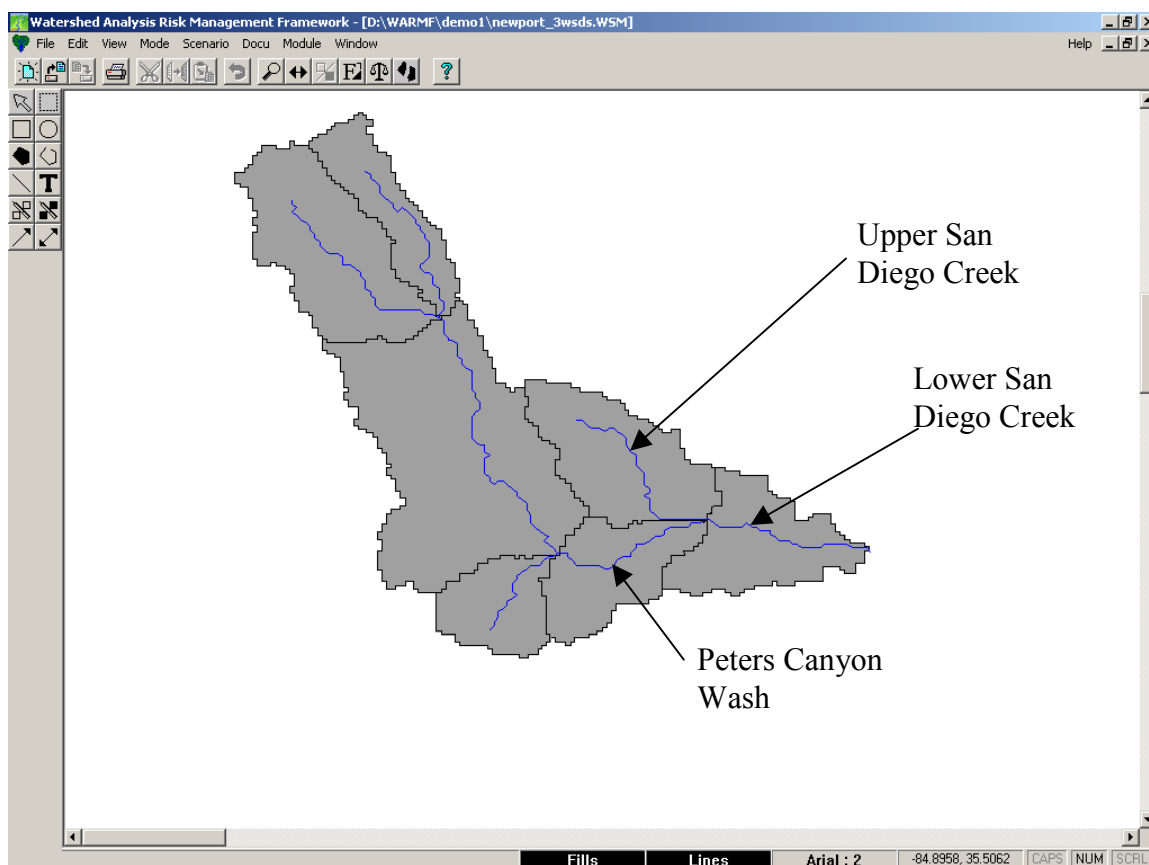 Watershed Analysis Risk Management Framework - [D:\WARMF\demo1\newport_3wsds.WSM]
File Edit View Mode Scenario Docu Module Window Help
Upper San
Diego Creek
Lower San
Diego Creek
Peters Canyon
Wash
Fills Lines Arial : 2 -84.8958, 35.5062 CAPS NUM SCRL